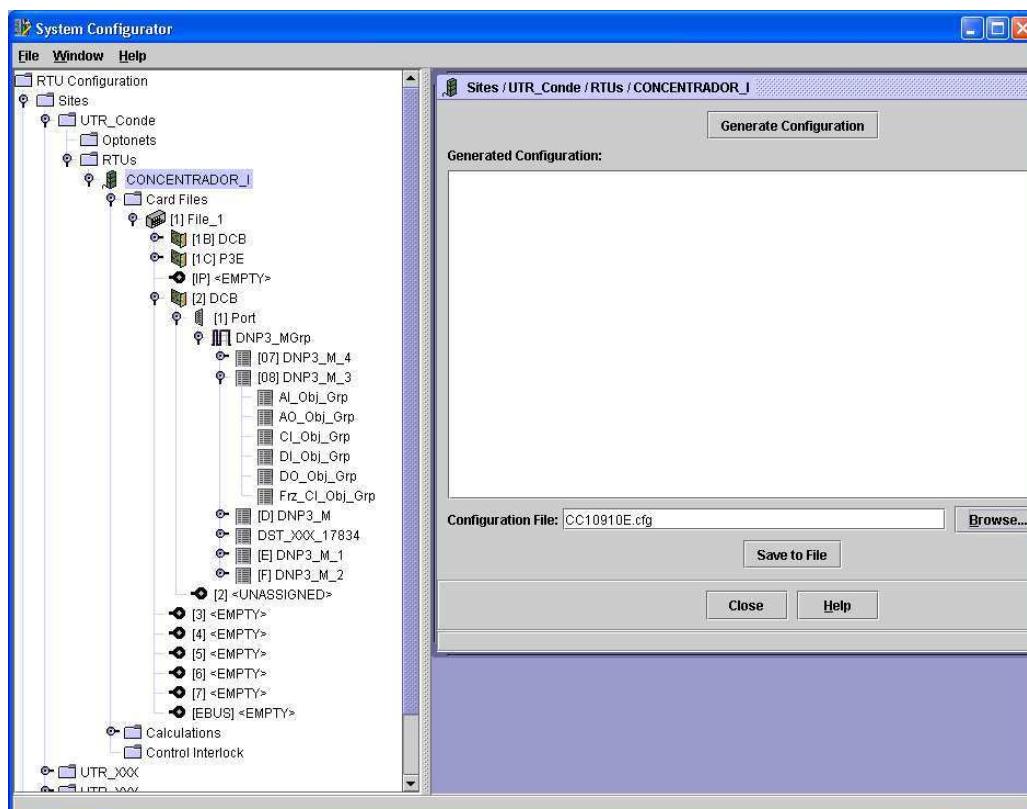 System Configurator
File Window Help
RTU Configuration
Sites
UTR_Conde
Optonets
RTUs
CONCENTRADOR_I
Card Files
[1] File_1
[1B] DCB
[1C] P3E
[IP] <EMPTY>
[2] DCB
[1] Port
DNP3_MGrp
[07] DNP3_M_4
[08] DNP3_M_3
AI_Obj_Grp
AO_Obj_Grp
CI_Obj_Grp
DI_Obj_Grp
DO_Obj_Grp
Frz_CI_Obj_Grp
[D] DNP3_M
DST_XXX_17834
[E] DNP3_M_1
[F] DNP3_M_2
[2] <UNASSIGNED>
[3] <EMPTY>
[4] <EMPTY>
[5] <EMPTY>
[6] <EMPTY>
[7] <EMPTY>
[EBUS] <EMPTY>
Calculations
Control Interlock
UTR_XXX
UTR_XXX
Sites / UTR_Conde / RTUs / CONCENTRADOR_I
Generate Configuration
Generated Configuration:
Configuration File: CC10910E.cfg Browse...
Save to File
Close Help